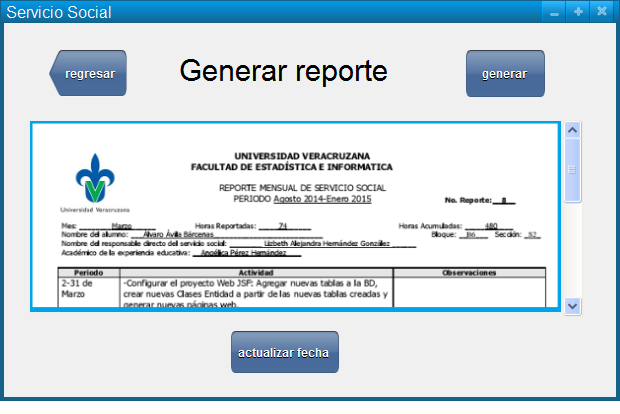 Servicio Social
regresar
Generar reporte
generar
UNIVERSIDAD VERACRUZANA
FACULTAD DE ESTADÍSTICA E INFORMATICA
REPORTE MENSUAL DE SERVICIO SOCIAL
PERIODO Agosto 2014-Enero 2015
No. Reporte: 8
Universidad Veracruzana
Mes: Marzo Horas Reportadas: 74 Horas Acumuladas: 480
Nombre del alumno: Alvaro Ávila Bárcenas Bloque: B6 Sección: S2
Nombre del responsable directo del servicio social: Lizbeth Alejandra Hernández González
Académico de la experiencia educativa: Angélica Pérez Hernández
Periodo Actividad Observaciones
2-31 de -Configurar el proyecto Web JSP: Agregar nuevas tablas a la BD,
Marzo crear nuevas Clases Entidad a partir de las nuevas tablas creadas y
generar nuevas páginas web.
actualizar fecha